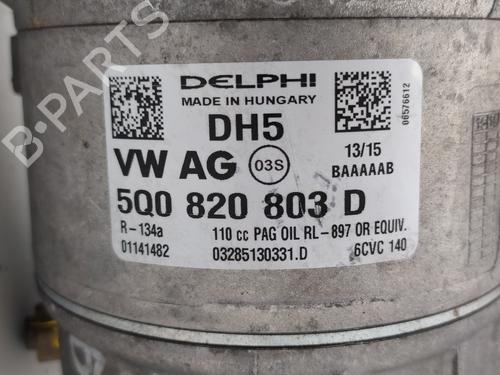 B-PARTS
DELPHI
MADE IN HUNGARY
DH5
VW AG 03S
13/15
BAAAAAB
06576612
5Q0 820 803 D
R-134a 110 cc PAG OIL RL-897 OR EQUIV.
01141482 03285130331.D 6CVC 140